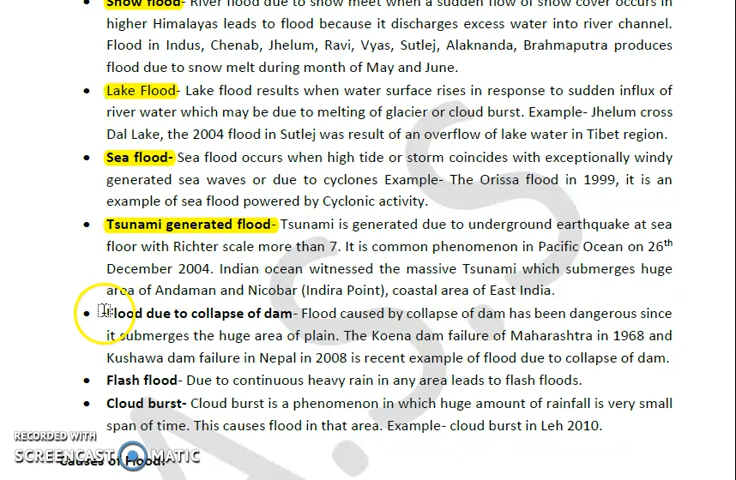 Snow flood- River flood due to snow meet when a sudden flow of snow cover occurs in
higher Himalayas leads to flood because it discharges excess water into river channel.
Flood in Indus, Chenab, Jhelum, Ravi, Vyas, Sutlej, Alaknanda, Brahmaputra produces
flood due to snow melt during month of May and June.
Lake Flood- Lake flood results when water surface rises in response to sudden influx of
river water which may be due to melting of glacier or cloud burst. Example- Jhelum cross
Dal Lake, the 2004 flood in Sutlej was result of an overflow of lake water in Tibet region.
Sea flood- Sea flood occurs when high tide or storm coincides with exceptionally windy
generated sea waves or due to cyclones Example- The Orissa flood in 1999, it is an
example of sea flood powered by Cyclonic activity.
Tsunami generated flood- Tsunami is generated due to underground earthquake at sea
floor with Richter scale more than 7. It is common phenomenon in Pacific Ocean on 26th
December 2004. Indian ocean witnessed the massive Tsunami which submerges huge
area of Andaman and Nicobar (Indira Point), coastal area of East India.
Flood due to collapse of dam- Flood caused by collapse of dam has been dangerous since
it submerges the huge area of plain. The Koena dam failure of Maharashtra in 1968 and
Kushawa dam failure in Nepal in 2008 is recent example of flood due to collapse of dam.
Flash flood- Due to continuous heavy rain in any area leads to flash floods.
Cloud burst- Cloud burst is a phenomenon in which huge amount of rainfall is very small
span of time. This causes flood in that area. Example- cloud burst in Leh 2010.
RECORDED WITH
SCREENCAST MATIC
Causes of Flood:-